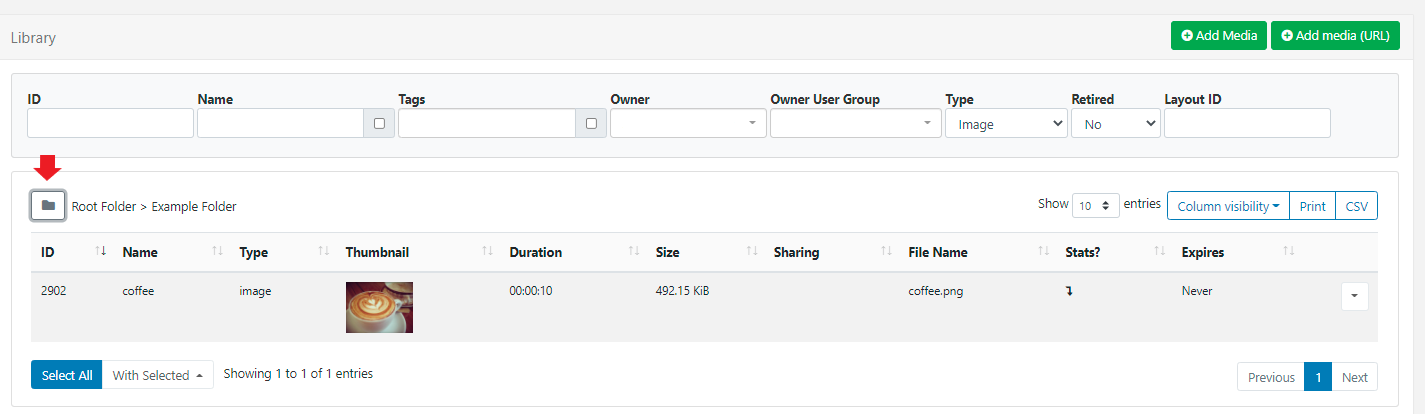 Library
Add Media
Add media (URL)
ID Name Tags Owner Owner User Group Type Retired Layout ID
Image No
Root Folder > Example Folder
Show 10 entries
Column visibility Print CSV
ID Name Type Thumbnail Duration Size Sharing File Name Stats? Expires
2902 coffee image 00:00:10 492.15 KiB coffee.png Never
Select All With Selected Showing 1 to 1 of 1 entries
Previous 1 Next